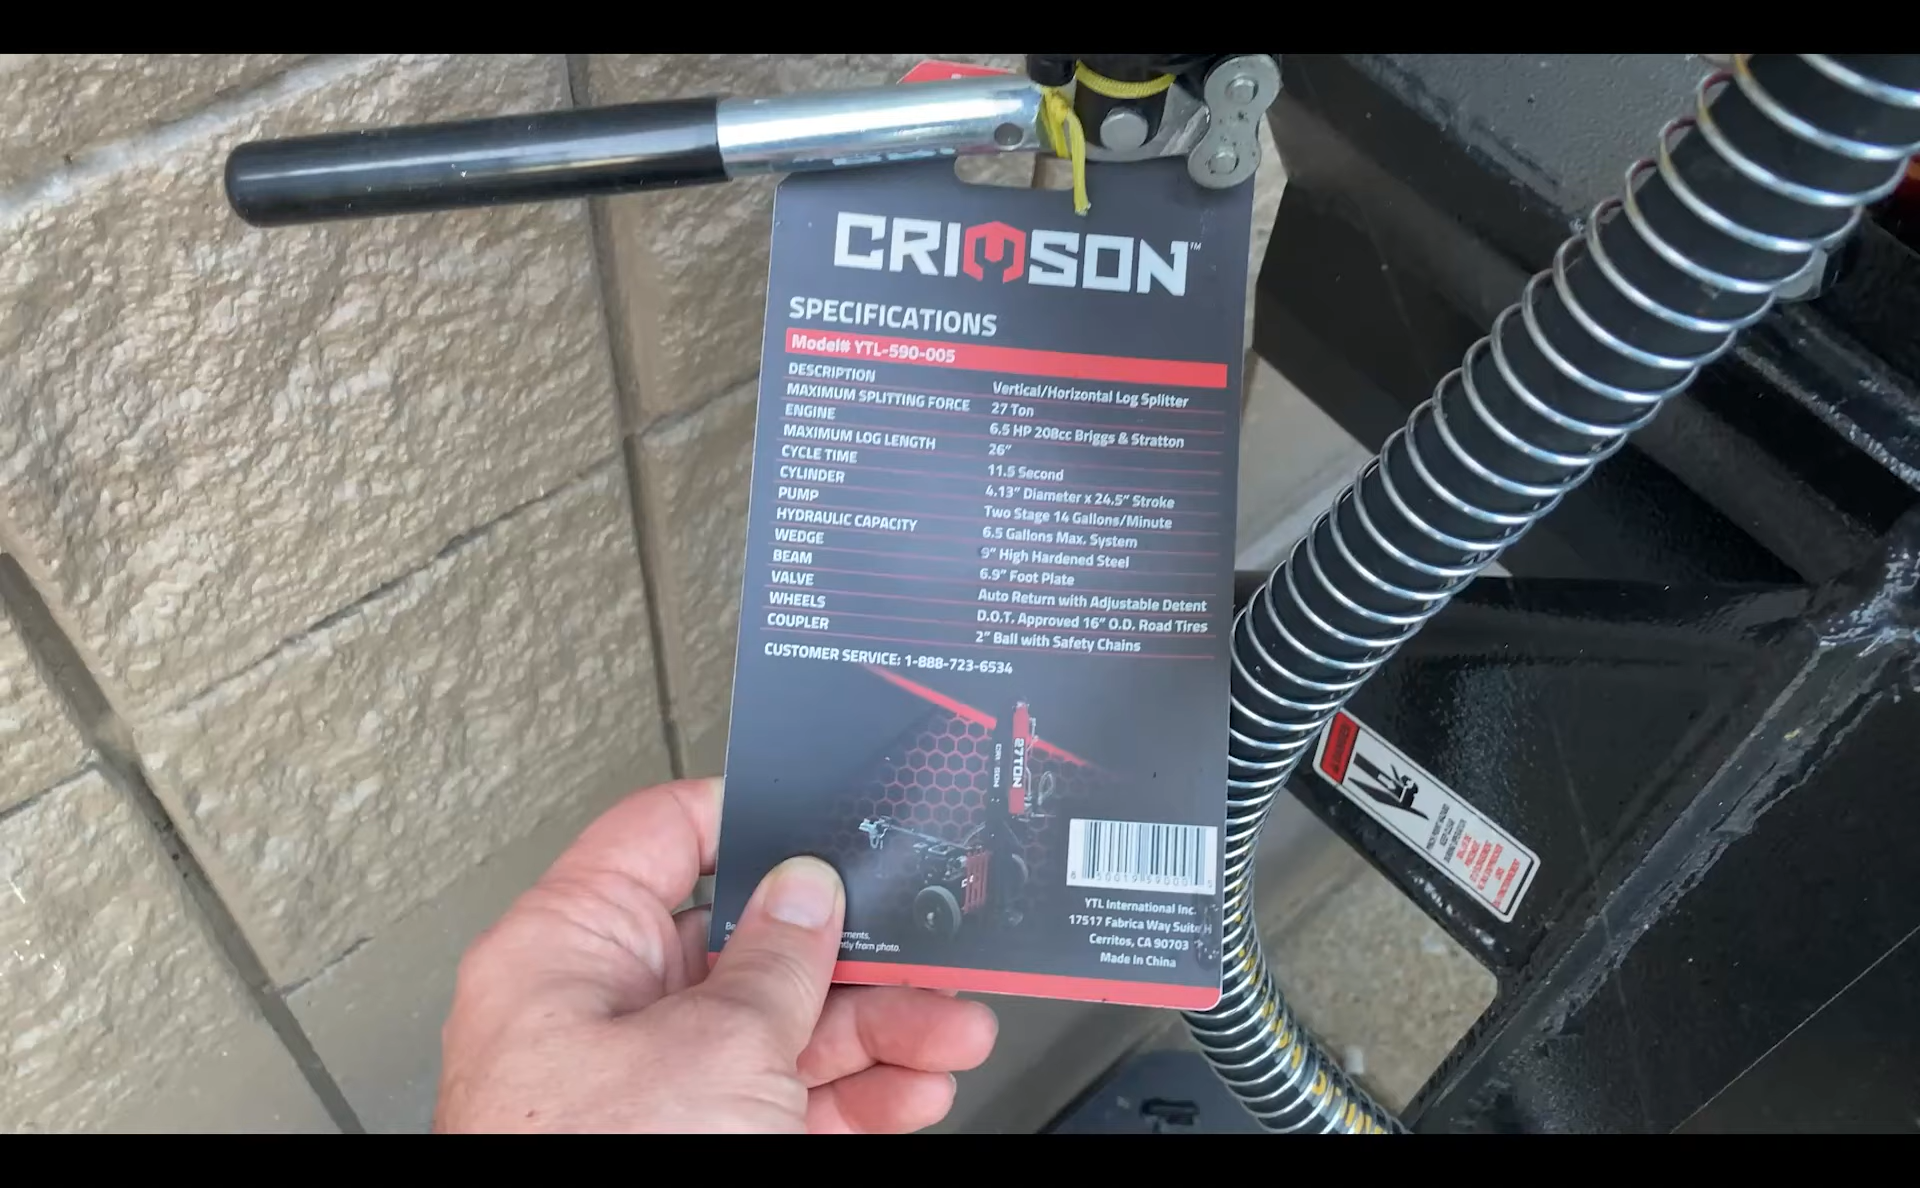 CRIMSON™
SPECIFICATIONS
Model# YTL-590-005
DESCRIPTION Vertical/Horizontal Log Splitter
MAXIMUM SPLITTING FORCE 27 Ton
ENGINE 6.5 HP 208cc Briggs & Stratton
MAXIMUM LOG LENGTH 26"
CYCLE TIME 11.5 Second
CYLINDER 4.13" Diameter x 24.5" Stroke
PUMP Two Stage 14 Gallons/Minute
HYDRAULIC CAPACITY 6.5 Gallons Max. System
WEDGE 9" High Hardened Steel
BEAM 6.9" Foot Plate
VALVE Auto Return with Adjustable Detent
WHEELS D.O.T. Approved 16" O.D. Road Tires
COUPLER 2" Ball with Safety Chains
CUSTOMER SERVICE: 1-888-723-6534
27TON
YTL International Inc.
17517 Fabrica Way Suite H
Cerritos, CA 90703
Made In China
from photo.